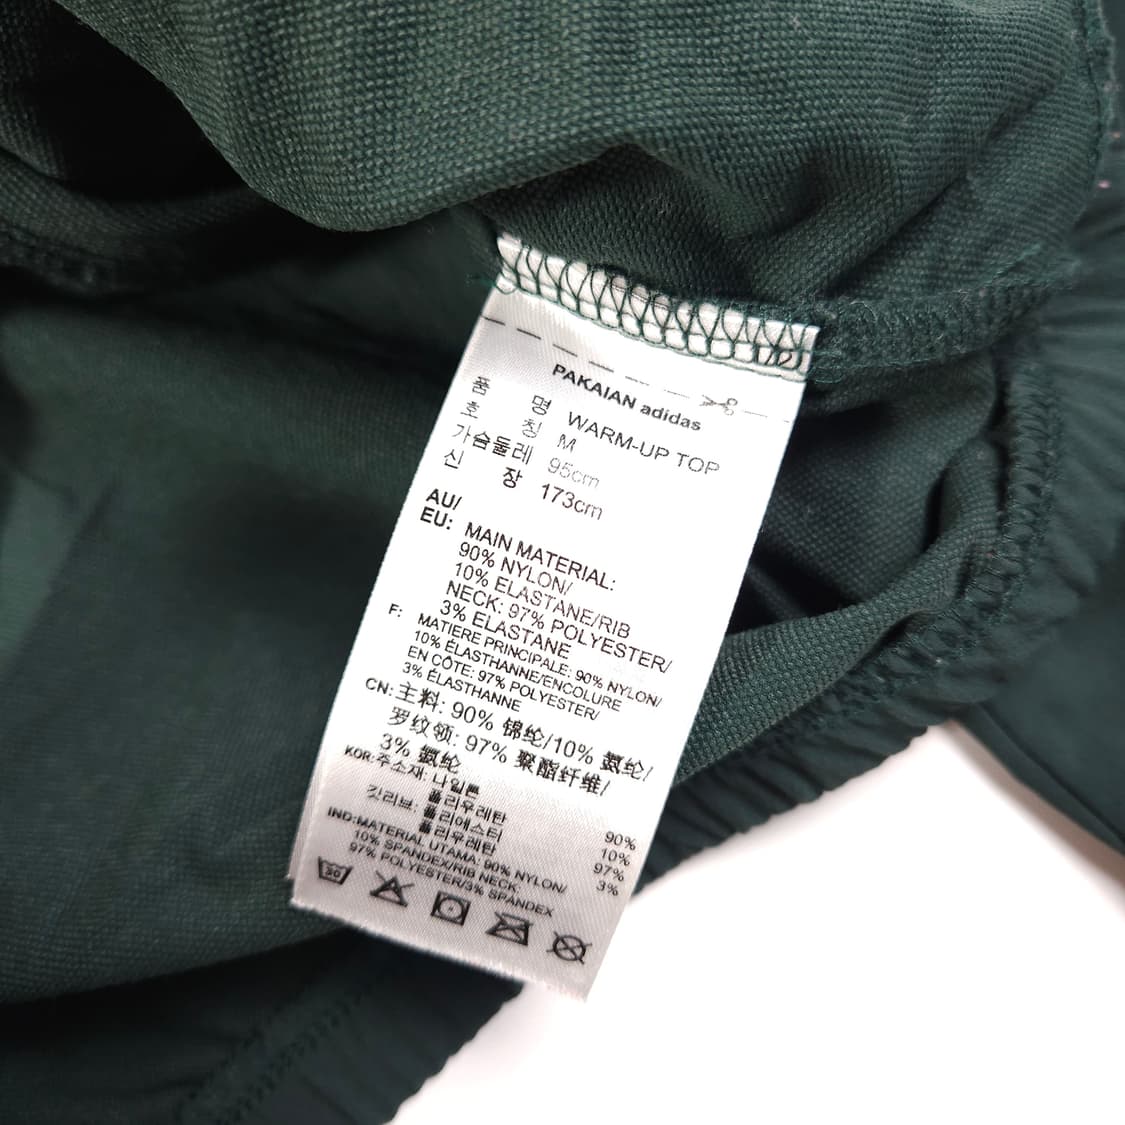 PAKAIAN adidas
품 명 WARM-UP TOP
호 칭 M
가슴둘레 95cm
신 장 173cm
AU/
EU: MAIN MATERIAL:
90% NYLON/
10% ELASTANE/RIB
NECK: 97% POLYESTER/
3% ELASTANE
F: MATIERE PRINCIPALE: 90% NYLON/
10% ÉLASTHANNE/ENCOLURE
EN CÔTE: 97% POLYESTER/
3% ÉLASTHANNE
CN: 主料: 90% 锦纶/10% 氨纶/
罗纹领: 97% 聚酯纤维/
3% 氨纶
KOR: 주소재: 나일론 90%
폴리우레탄 10%
깃리브: 폴리에스터 97%
폴리우레탄 3%
IND: MATERIAL UTAMA: 90% NYLON/
10% SPANDEX/RIB NECK:
97% POLYESTER/3% SPANDEX
30